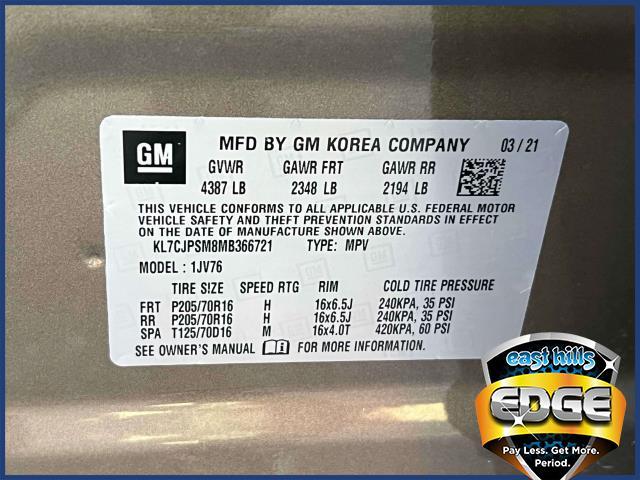 GM
MFD BY GM KOREA COMPANY 03/21
GVWR GAWR FRT GAWR RR
4387 LB 2348 LB 2194 LB
THIS VEHICLE CONFORMS TO ALL APPLICABLE U.S. FEDERAL MOTOR
VEHICLE SAFETY AND THEFT PREVENTION STANDARDS IN EFFECT
ON THE DATE OF MANUFACTURE SHOWN ABOVE.
KL7CJPSM8MB366721 TYPE: MPV
MODEL: 1JV76
TIRE SIZE SPEED RTG RIM COLD TIRE PRESSURE
FRT P205/70R16 H 16x6.5J 240KPA, 35 PSI
RR P205/70R16 H 16x6.5J 240KPA, 35 PSI
SPA T125/70D16 M 16x4.0T 420KPA, 60 PSI
SEE OWNER'S MANUAL FOR MORE INFORMATION.
east hills
EDGE
Pay Less. Get More.
Period.